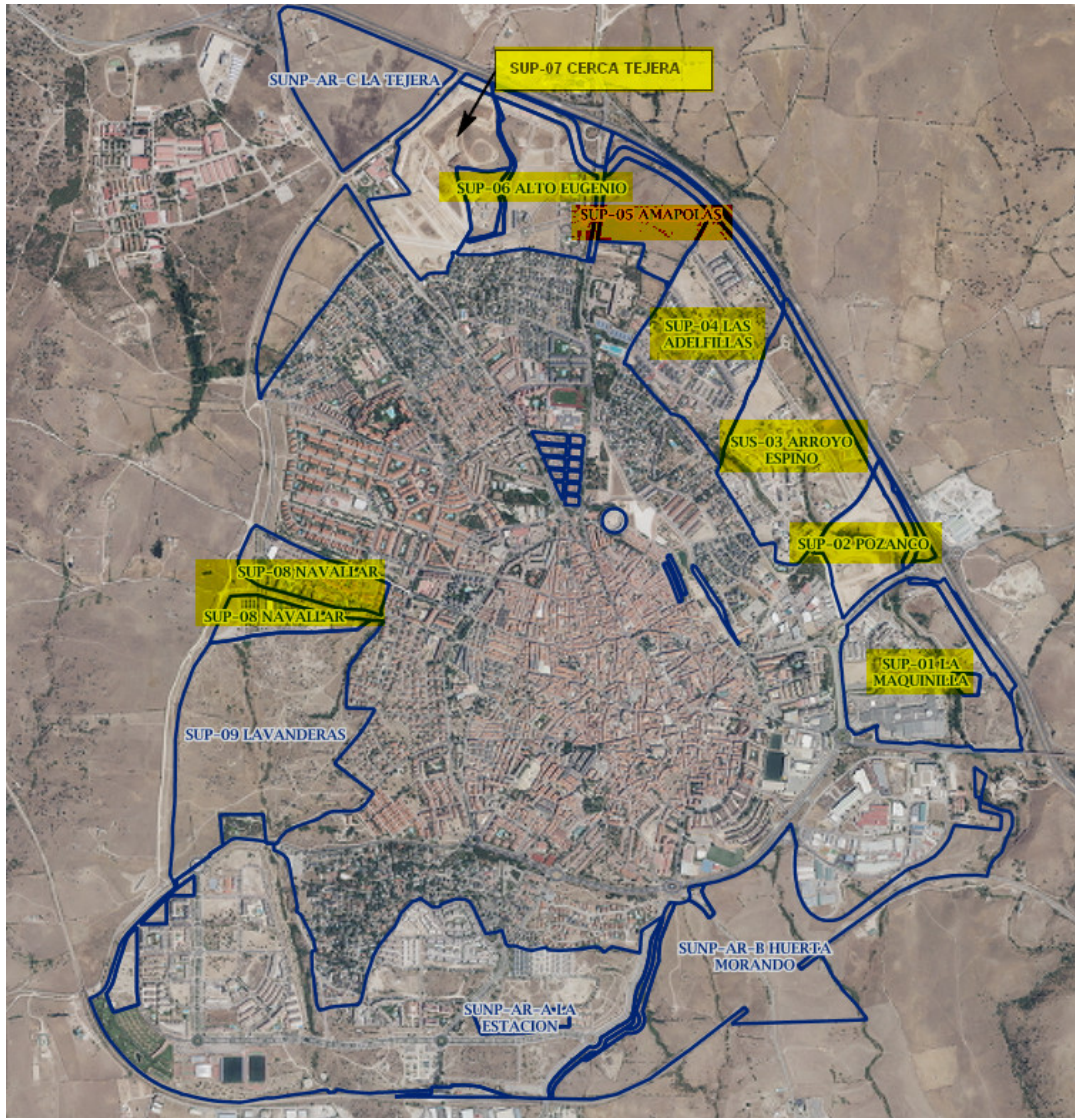 SUP-07 CERCA TEJERA
SUNP-AR-C LA TEJERA
SUP-06 ALTO EUGENIO
SUP-05 AMAPOLAS
SUP-04 LAS
ADELFILLAS
SUS-03 ARROYO
ESPINO
SUP-02 POZANCO
SUP-08 NAVALLAR
SUP-08 NAVALLAR
SUP-01 LA
MAQUINILLA
SUP-09 LAVANDERAS
SUNP-AR-B HUERTA
MORANDO
SUNP-AR-A LA
ESTACION